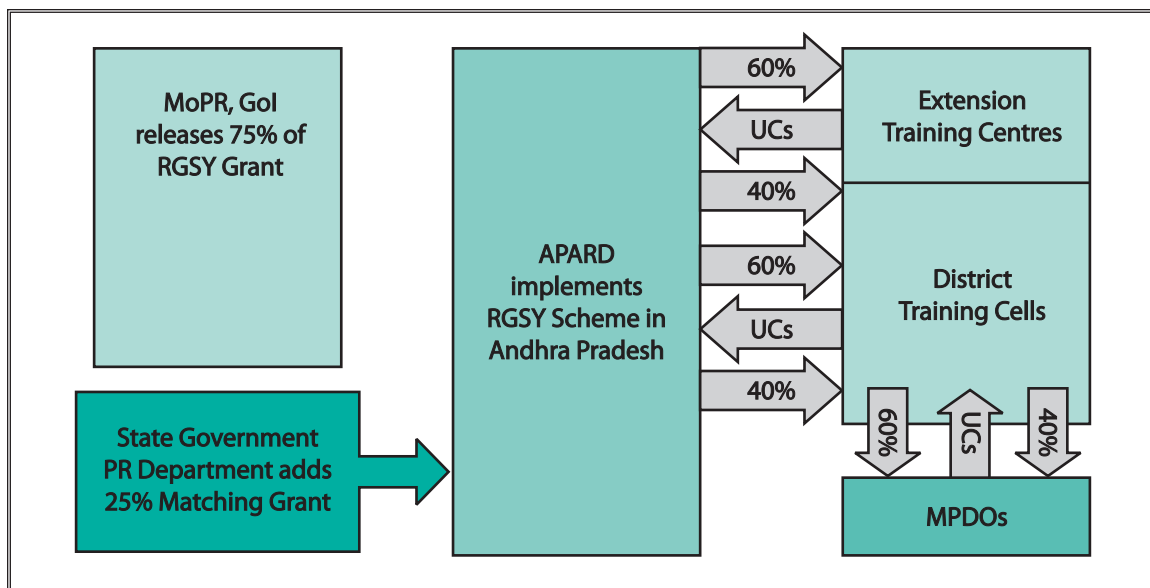 MoPR, GoI
releases 75% of
RGSY Grant
State Government
PR Department adds
25% Matching Grant
APARD
implements
RGSY Scheme in
Andhra Pradesh
60%
UCs
40%
60%
UCs
40%
Extension
Training Centres
District
Training Cells
60%
UCs
40%
MPDOs